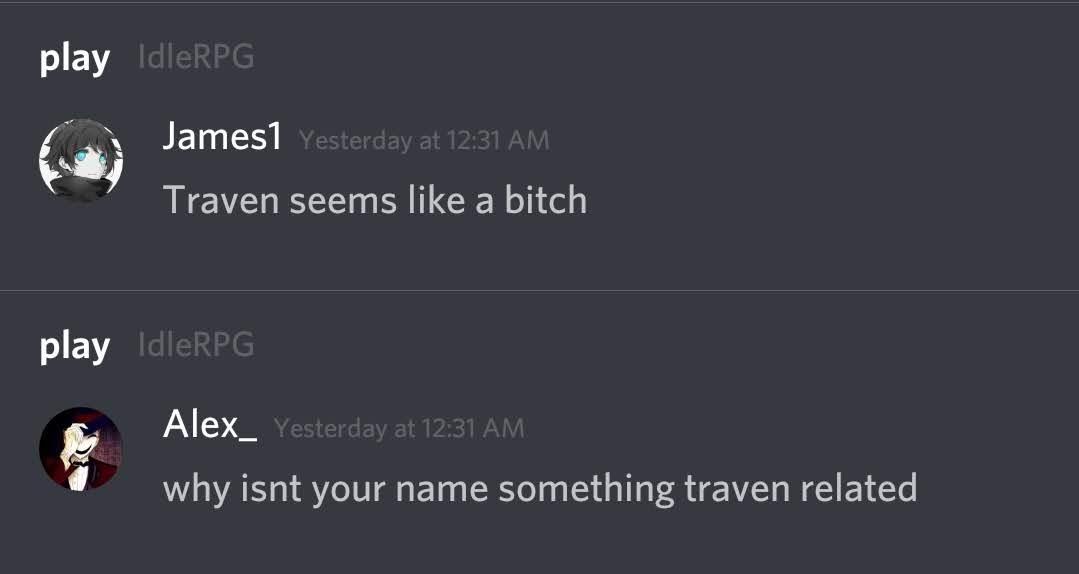 play IdleRPG
James1 Yesterday at 12:31 AM
Traven seems like a bitch
play IdleRPG
Alex_ Yesterday at 12:31 AM
why isnt your name something traven related